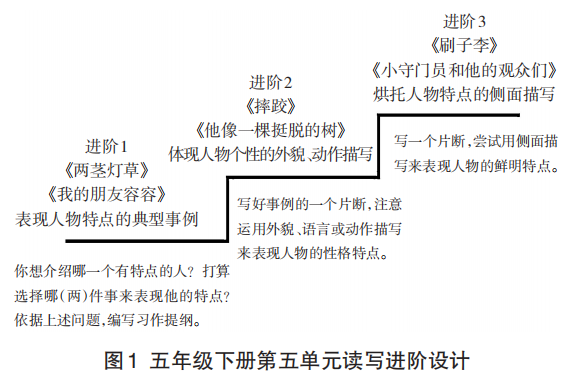 进阶1
《两茎灯草》
《我的朋友容容》
表现人物特点的典型事例
你想介绍哪一个有特点的人？打算
选择哪(两)件事来表现他的特点？
依据上述问题,编写习作提纲。
进阶2
《摔跤》
《他像一棵挺脱的树》
体现人物个性的外貌、动作描写
写好事例的一个片断,注意
运用外貌、语言或动作描写
来表现人物的性格特点。
进阶3
《刷子李》
《小守门员和他的观众们》
烘托人物特点的侧面描写
写一个片断,尝试用侧面描
写来表现人物的鲜明特点。
图1 五年级下册第五单元读写进阶设计